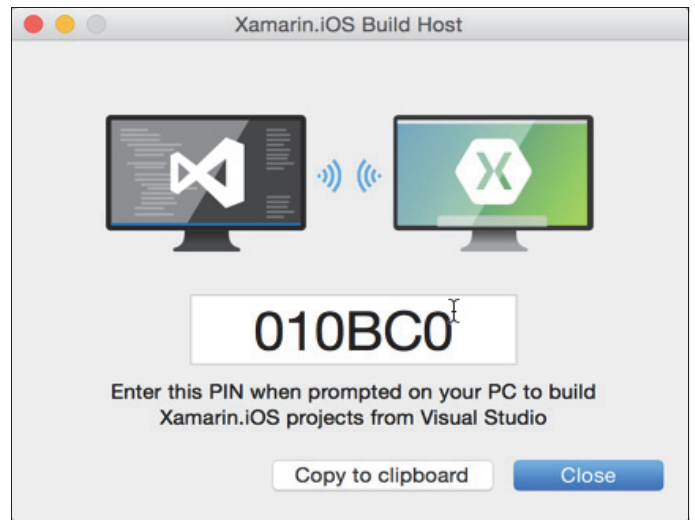 Xamarin.iOS Build Host
010BC0
Enter this PIN when prompted on your PC to build
Xamarin.iOS projects from Visual Studio
Copy to clipboard
Close